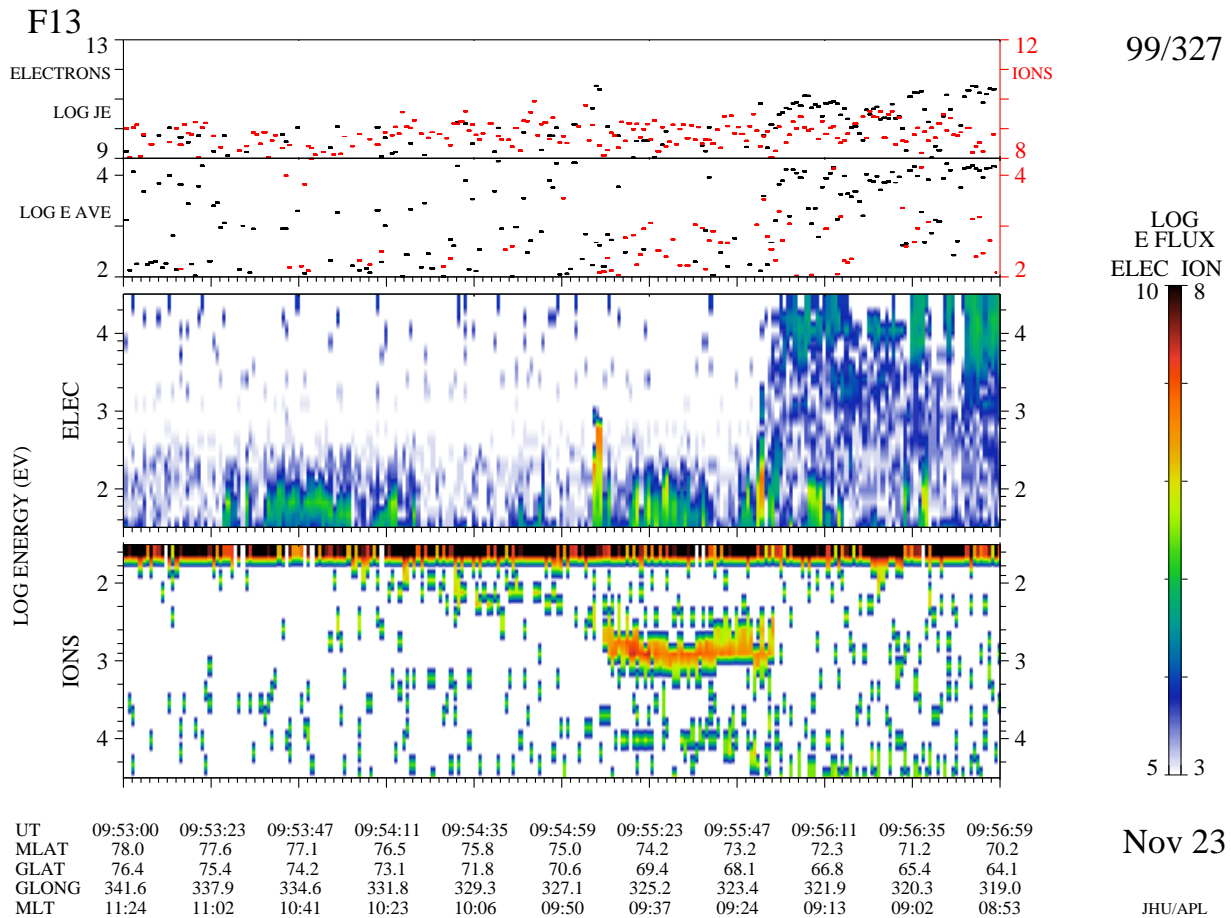 F13
99/327
13 12
ELECTRONS IONS
LOG JE
9 8
4 4
LOG E AVE
2 2
LOG
E FLUX
ELEC ION
10 8
4 4
ELEC
3 3
2 2
LOG ENERGY (EV)
2 2
IONS
3 3
4 4
5 3
UT 09:53:00 09:53:23 09:53:47 09:54:11 09:54:35 09:54:59 09:55:23 09:55:47 09:56:11 09:56:35 09:56:59
MLAT 78.0 77.6 77.1 76.5 75.8 75.0 74.2 73.2 72.3 71.2 70.2
GLAT 76.4 75.4 74.2 73.1 71.8 70.6 69.4 68.1 66.8 65.4 64.1
GLONG 341.6 337.9 334.6 331.8 329.3 327.1 325.2 323.4 321.9 320.3 319.0
MLT 11:24 11:02 10:41 10:23 10:06 09:50 09:37 09:24 09:13 09:02 08:53
Nov 23
JHU/APL